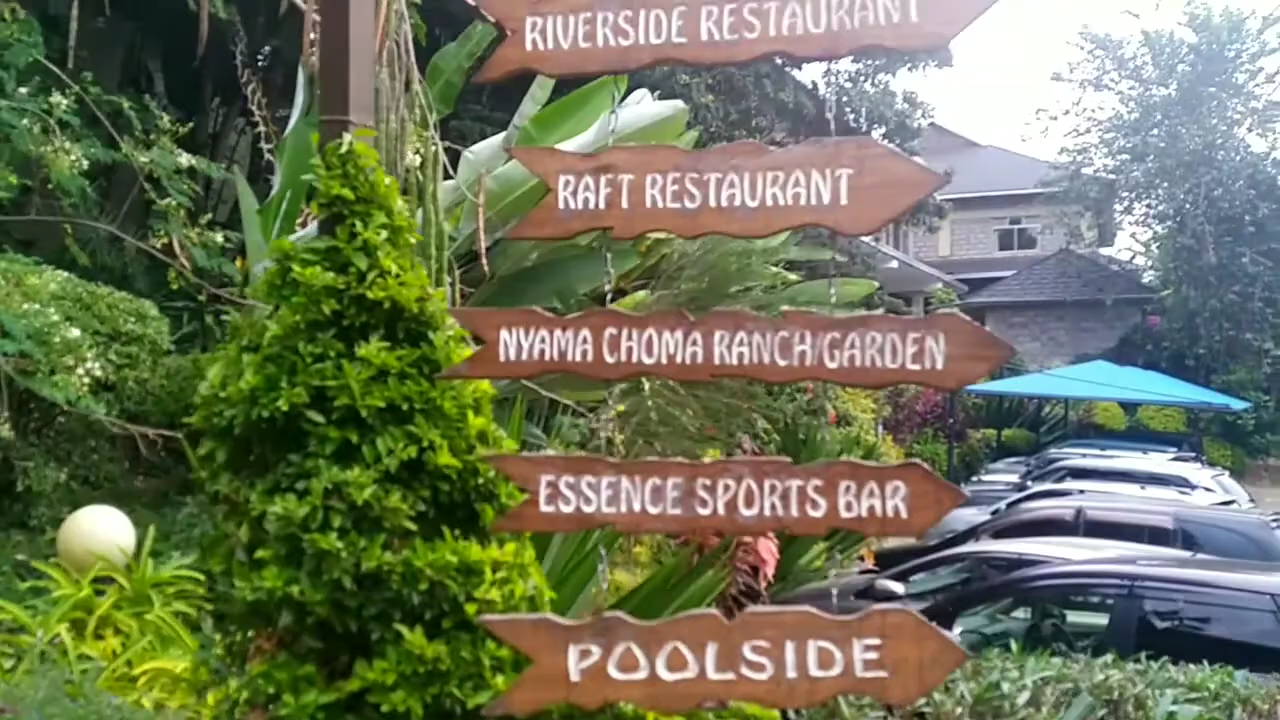 RIVERSIDE RESTAURANT
RAFT RESTAURANT
NYAMA CHOMA RANCH/GARDEN
ESSENCE SPORTS BAR
POOLSIDE